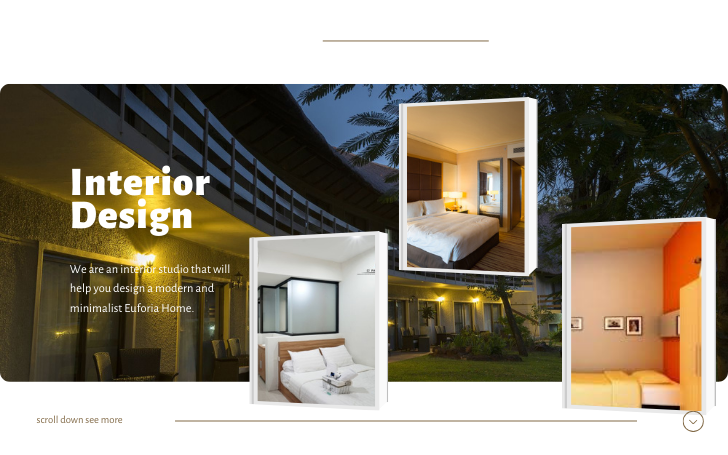 Interior
Design
We are an interior studio that will
help you design a modern and
minimalist Euforia Home.
scroll down see more